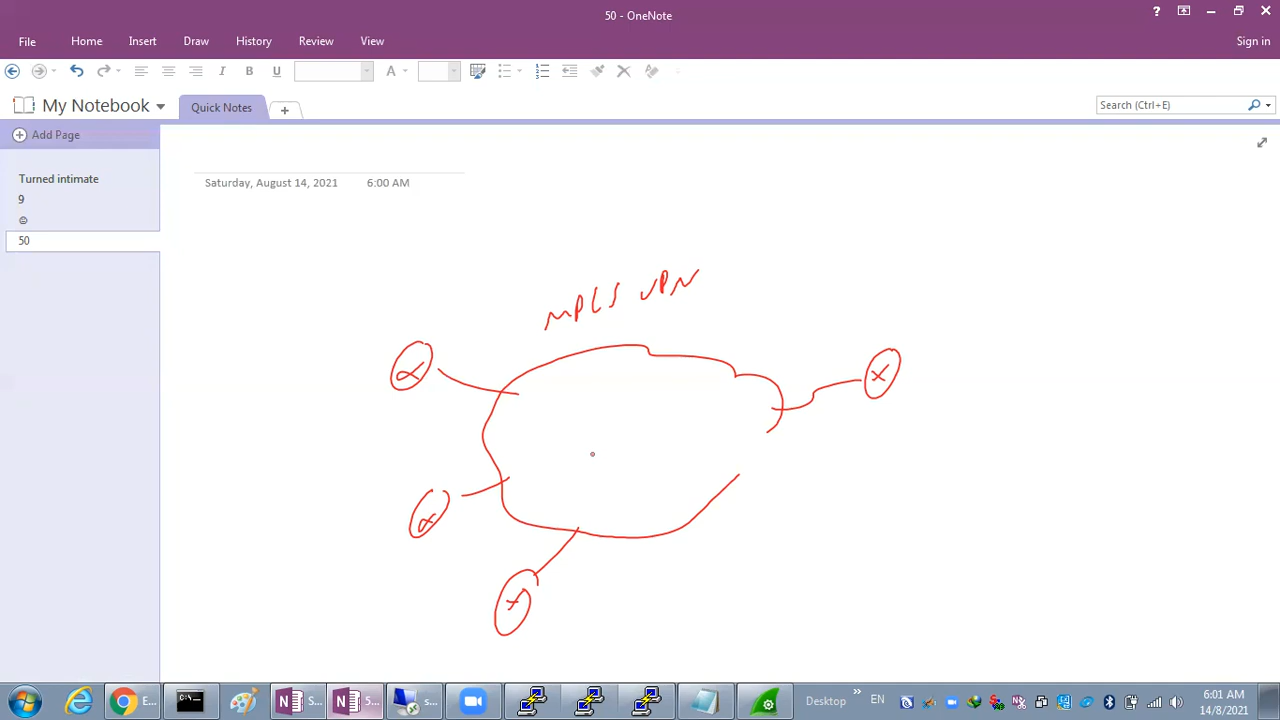 50 - OneNote
File Home Insert Draw History Review View Sign in
I B U A
My Notebook Quick Notes Search (Ctrl+E)
Add Page
Turned intimate
9
☺
50
Saturday, August 14, 2021 6:00 AM
MPLS VPN
E... S... 5... s... Desktop EN 6:01 AM
14/8/2021